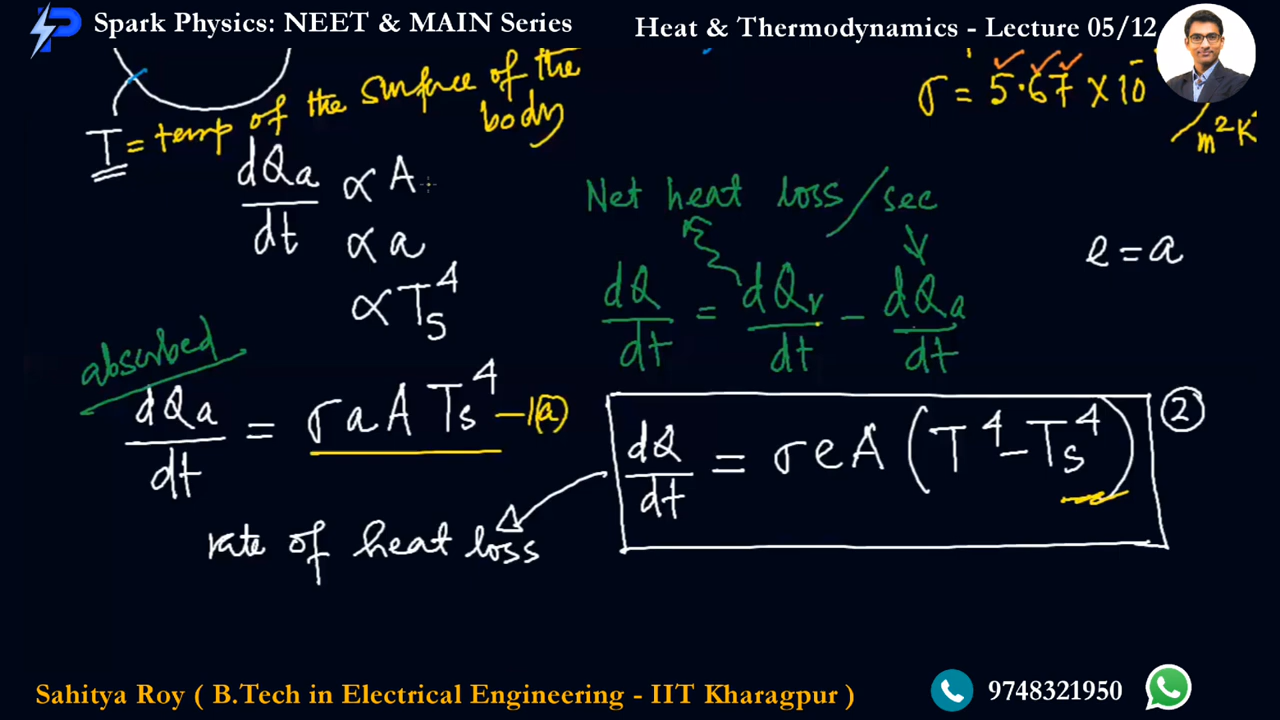 Spark Physics: NEET & MAIN Series
Heat & Thermodynamics - Lecture 05/12
T = temp of the surface of the body
σ = 5.67 × 10⁻ /m²K⁴
dQa/dt ∝ A
∝ a
∝ Ts⁴
Net heat loss/sec
dQ/dt = dQr/dt - dQa/dt
e = a
absorbed
dQa/dt = σaATs⁴ —1(a)
dQ/dt = σeA(T⁴-Ts⁴) ②
rate of heat loss
Sahitya Roy ( B.Tech in Electrical Engineering - IIT Kharagpur )
9748321950